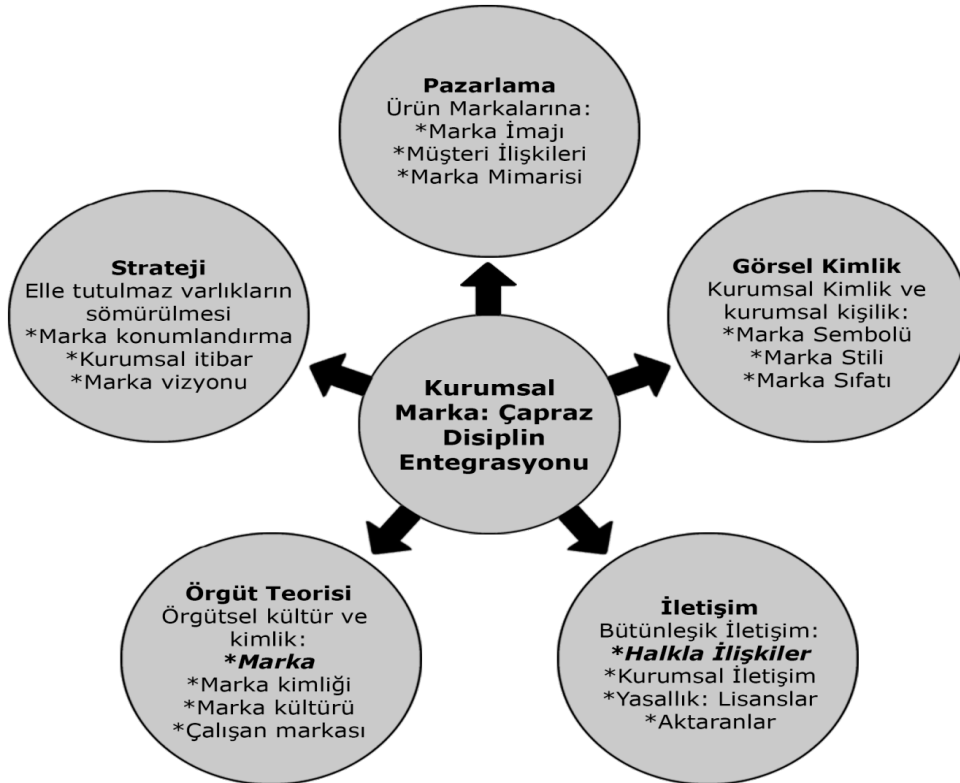 Pazarlama
Ürün Markalarına:
*Marka İmajı
*Müşteri İlişkileri
*Marka Mimarisi
Strateji
Elle tutulmaz varlıkların
sömürülmesi
*Marka konumlandırma
*Kurumsal itibar
*Marka vizyonu
Görsel Kimlik
Kurumsal Kimlik ve
kurumsal kişilik:
*Marka Sembolü
*Marka Stili
*Marka Sıfatı
Kurumsal
Marka: Çapraz
Disiplin
Entegrasyonu
Örgüt Teorisi
Örgütsel kültür ve
kimlik:
*Marka
*Marka kimliği
*Marka kültürü
*Çalışan markası
İletişim
Bütünleşik İletişim:
*Halkla İlişkiler
*Kurumsal İletişim
*Yasallık: Lisanslar
*Aktaranlar